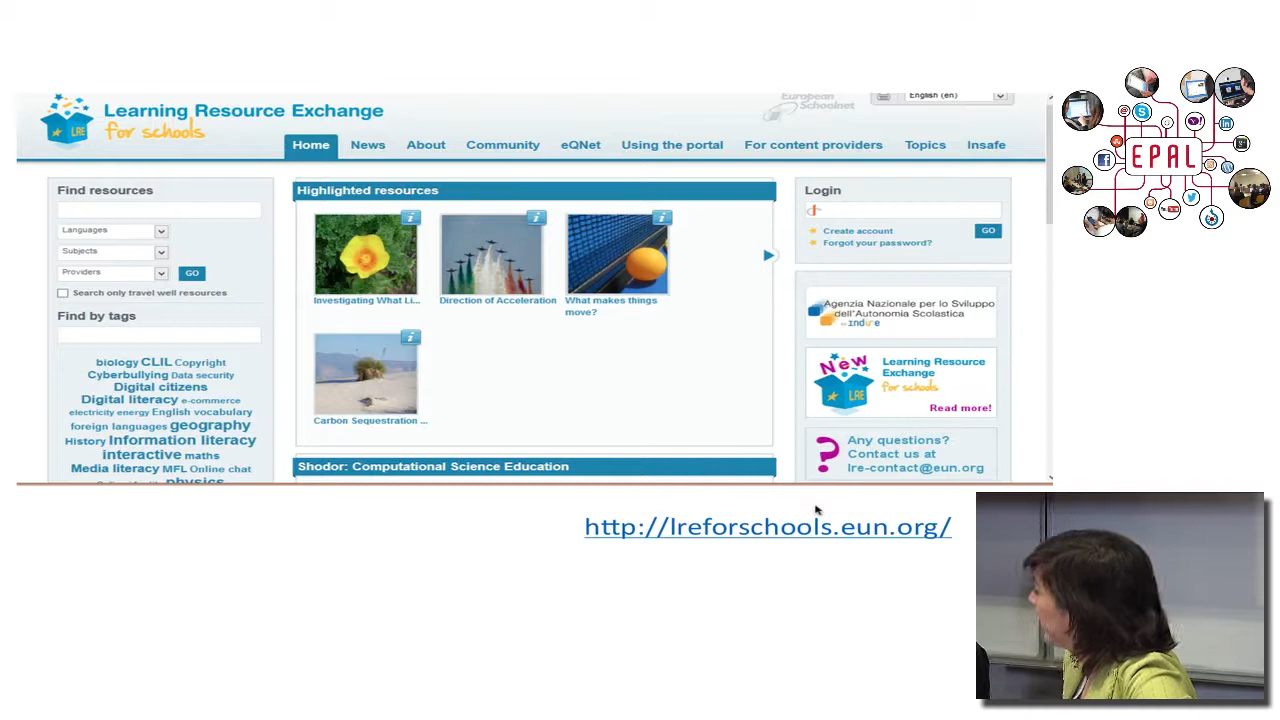 Learning Resource Exchange
for schools
LRE
European
Schoolnet
English (en)
Home News About Community eQNet Using the portal For content providers Topics Insafe
Find resources
Languages
Subjects
Providers
GO
Search only travel well resources
Find by tags
biology CLIL Copyright
Cyberbullying Data security
Digital citizens
Digital literacy e-commerce
electricity energy English vocabulary
foreign languages geography
History Information literacy
interactive maths
Media literacy MFL Online chat
physics
Highlighted resources
Investigating What Li...
Direction of Acceleration
What makes things
move?
Carbon Sequestration ...
Shodor: Computational Science Education
Login
Create account
Forgot your password?
GO
Agenzia Nazionale per lo Sviluppo
dell'Autonomia Scolastica
indire
New
LRE
Learning Resource
Exchange
for schools
Read more!
Any questions?
Contact us at
lre-contact@eun.org
EPAL
http://lreforschools.eun.org/